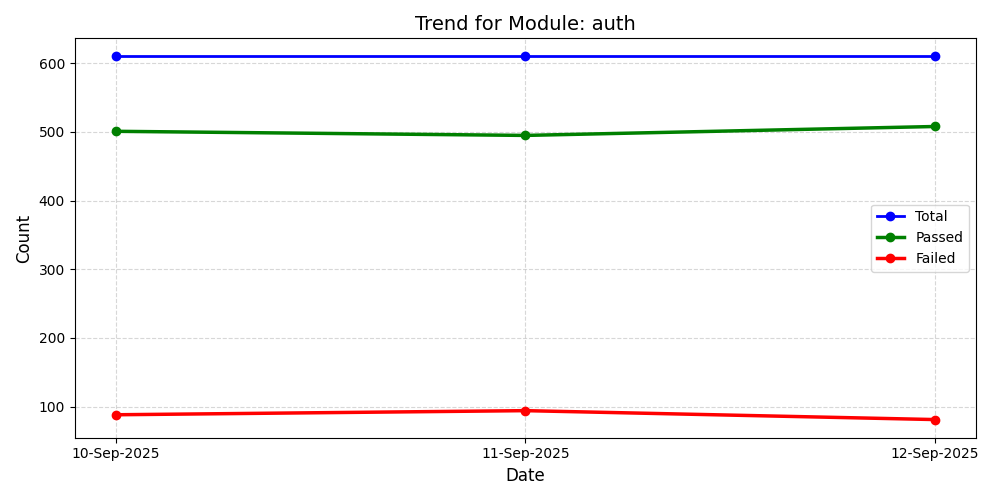 Trend for Module: auth
600
500
400
300
200
100
Count
Total
Passed
Failed
10-Sep-2025
11-Sep-2025
12-Sep-2025
Date